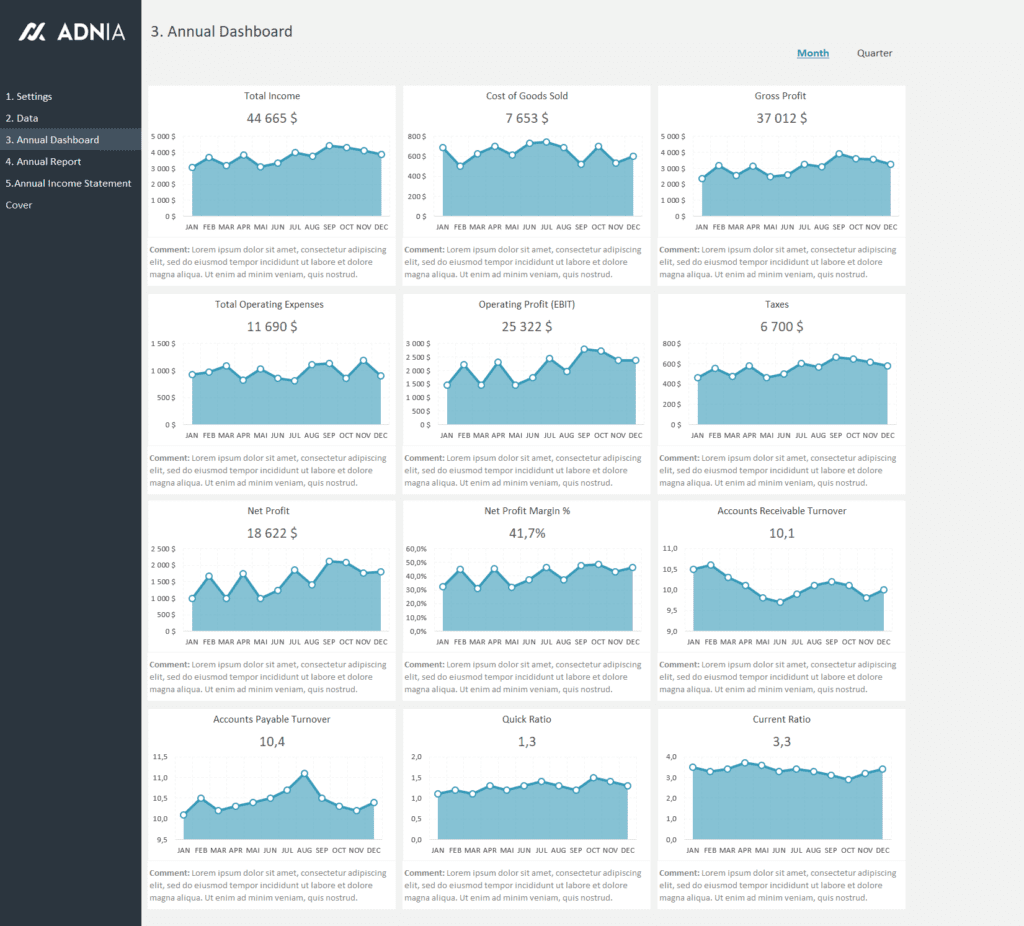 ADNIA
3. Annual Dashboard
Month Quarter
1. Settings
2. Data
3. Annual Dashboard
4. Annual Report
5.Annual Income Statement
Cover
Total Income
44 665 $
5 000 $
4 000 $
3 000 $
2 000 $
1 000 $
0 $
JAN FEB MAR APR MAI JUN JUL AUG SEP OCT NOV DEC
Comment: Lorem ipsum dolor sit amet, consectetur adipiscing
elit, sed do eiusmod tempor incididunt ut labore et dolore
magna aliqua. Ut enim ad minim veniam, quis nostrud.
Cost of Goods Sold
7 653 $
800 $
600 $
400 $
200 $
0 $
JAN FEB MAR APR MAI JUN JUL AUG SEP OCT NOV DEC
Comment: Lorem ipsum dolor sit amet, consectetur adipiscing
elit, sed do eiusmod tempor incididunt ut labore et dolore
magna aliqua. Ut enim ad minim veniam, quis nostrud.
Gross Profit
37 012 $
5 000 $
4 000 $
3 000 $
2 000 $
1 000 $
0 $
JAN FEB MAR APR MAI JUN JUL AUG SEP OCT NOV DEC
Comment: Lorem ipsum dolor sit amet, consectetur adipiscing
elit, sed do eiusmod tempor incididunt ut labore et dolore
magna aliqua. Ut enim ad minim veniam, quis nostrud.
Total Operating Expenses
11 690 $
1 500 $
1 000 $
500 $
0 $
JAN FEB MAR APR MAI JUN JUL AUG SEP OCT NOV DEC
Comment: Lorem ipsum dolor sit amet, consectetur adipiscing
elit, sed do eiusmod tempor incididunt ut labore et dolore
magna aliqua. Ut enim ad minim veniam, quis nostrud.
Operating Profit (EBIT)
25 322 $
3 000 $
2 500 $
2 000 $
1 500 $
1 000 $
500 $
0 $
JAN FEB MAR APR MAI JUN JUL AUG SEP OCT NOV DEC
Comment: Lorem ipsum dolor sit amet, consectetur adipiscing
elit, sed do eiusmod tempor incididunt ut labore et dolore
magna aliqua. Ut enim ad minim veniam, quis nostrud.
Taxes
6 700 $
800 $
600 $
400 $
200 $
0 $
JAN FEB MAR APR MAI JUN JUL AUG SEP OCT NOV DEC
Comment: Lorem ipsum dolor sit amet, consectetur adipiscing
elit, sed do eiusmod tempor incididunt ut labore et dolore
magna aliqua. Ut enim ad minim veniam, quis nostrud.
Net Profit
18 622 $
2 500 $
2 000 $
1 500 $
1 000 $
500 $
0 $
JAN FEB MAR APR MAI JUN JUL AUG SEP OCT NOV DEC
Comment: Lorem ipsum dolor sit amet, consectetur adipiscing
elit, sed do eiusmod tempor incididunt ut labore et dolore
magna aliqua. Ut enim ad minim veniam, quis nostrud.
Net Profit Margin %
41,7%
60,0%
50,0%
40,0%
30,0%
20,0%
10,0%
0,0%
JAN FEB MAR APR MAI JUN JUL AUG SEP OCT NOV DEC
Comment: Lorem ipsum dolor sit amet, consectetur adipiscing
elit, sed do eiusmod tempor incididunt ut labore et dolore
magna aliqua. Ut enim ad minim veniam, quis nostrud.
Accounts Receivable Turnover
10,1
11,0
10,5
10,0
9,5
9,0
JAN FEB MAR APR MAI JUN JUL AUG SEP OCT NOV DEC
Comment: Lorem ipsum dolor sit amet, consectetur adipiscing
elit, sed do eiusmod tempor incididunt ut labore et dolore
magna aliqua. Ut enim ad minim veniam, quis nostrud.
Accounts Payable Turnover
10,4
11,5
11,0
10,5
10,0
9,5
JAN FEB MAR APR MAI JUN JUL AUG SEP OCT NOV DEC
Comment: Lorem ipsum dolor sit amet, consectetur adipiscing
elit, sed do eiusmod tempor incididunt ut labore et dolore
magna aliqua. Ut enim ad minim veniam, quis nostrud.
Quick Ratio
1,3
2,0
1,5
1,0
0,5
0,0
JAN FEB MAR APR MAI JUN JUL AUG SEP OCT NOV DEC
Comment: Lorem ipsum dolor sit amet, consectetur adipiscing
elit, sed do eiusmod tempor incididunt ut labore et dolore
magna aliqua. Ut enim ad minim veniam, quis nostrud.
Current Ratio
3,3
4,0
3,0
2,0
1,0
0,0
JAN FEB MAR APR MAI JUN JUL AUG SEP OCT NOV DEC
Comment: Lorem ipsum dolor sit amet, consectetur adipiscing
elit, sed do eiusmod tempor incididunt ut labore et dolore
magna aliqua. Ut enim ad minim veniam, quis nostrud.